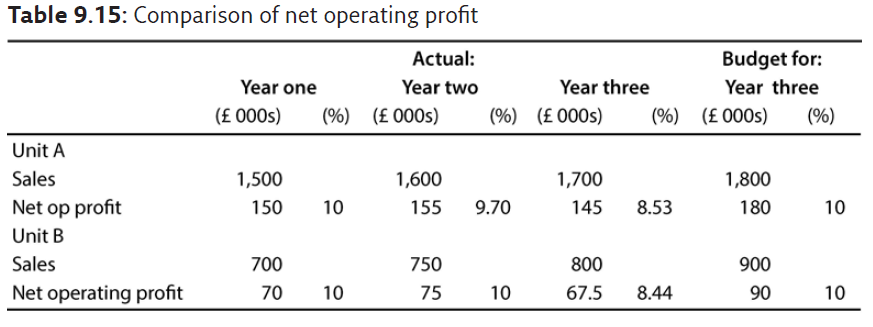 Table 9.15: Comparison of net operating profit
Actual: Budget for:
Year one Year two Year three Year three
(£ 000s) (%) (£ 000s) (%) (£ 000s) (%) (£ 000s) (%)
Unit A
Sales 1,500 1,600 1,700 1,800
Net op profit 150 10 155 9.70 145 8.53 180 10
Unit B
Sales 700 750 800 900
Net operating profit 70 10 75 10 67.5 8.44 90 10